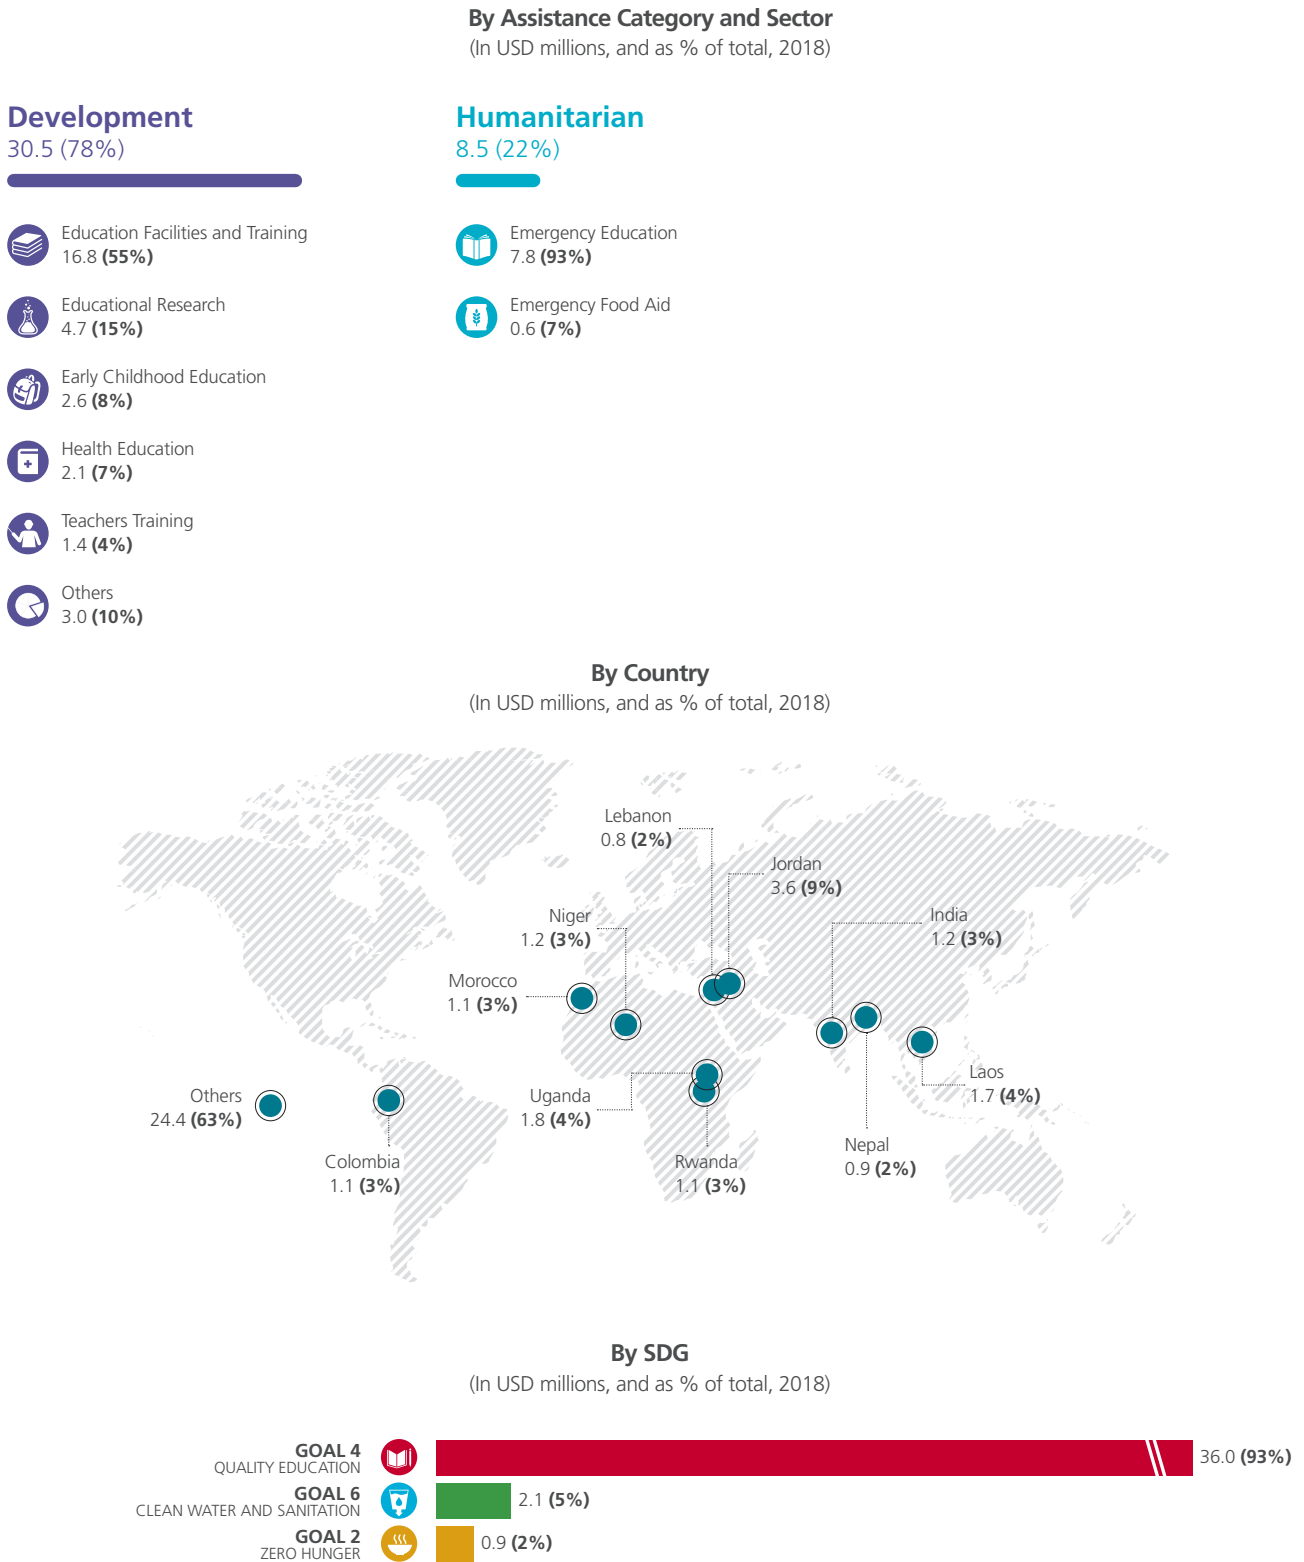 By Assistance Category and Sector
(In USD millions, and as % of total, 2018)
Development
30.5 (78%)
Education Facilities and Training
16.8 (55%)
Educational Research
4.7 (15%)
Early Childhood Education
2.6 (8%)
Health Education
2.1 (7%)
Teachers Training
1.4 (4%)
Others
3.0 (10%)
Humanitarian
8.5 (22%)
Emergency Education
7.8 (93%)
Emergency Food Aid
0.6 (7%)
By Country
(In USD millions, and as % of total, 2018)
Lebanon
0.8 (2%)
Jordan
3.6 (9%)
Niger
1.2 (3%)
India
1.2 (3%)
Morocco
1.1 (3%)
Others
24.4 (63%)
Uganda
1.8 (4%)
Laos
1.7 (4%)
Colombia
1.1 (3%)
Rwanda
1.1 (3%)
Nepal
0.9 (2%)
By SDG
(In USD millions, and as % of total, 2018)
GOAL 4
QUALITY EDUCATION
36.0 (93%)
GOAL 6
CLEAN WATER AND SANITATION
2.1 (5%)
GOAL 2
ZERO HUNGER
0.9 (2%)